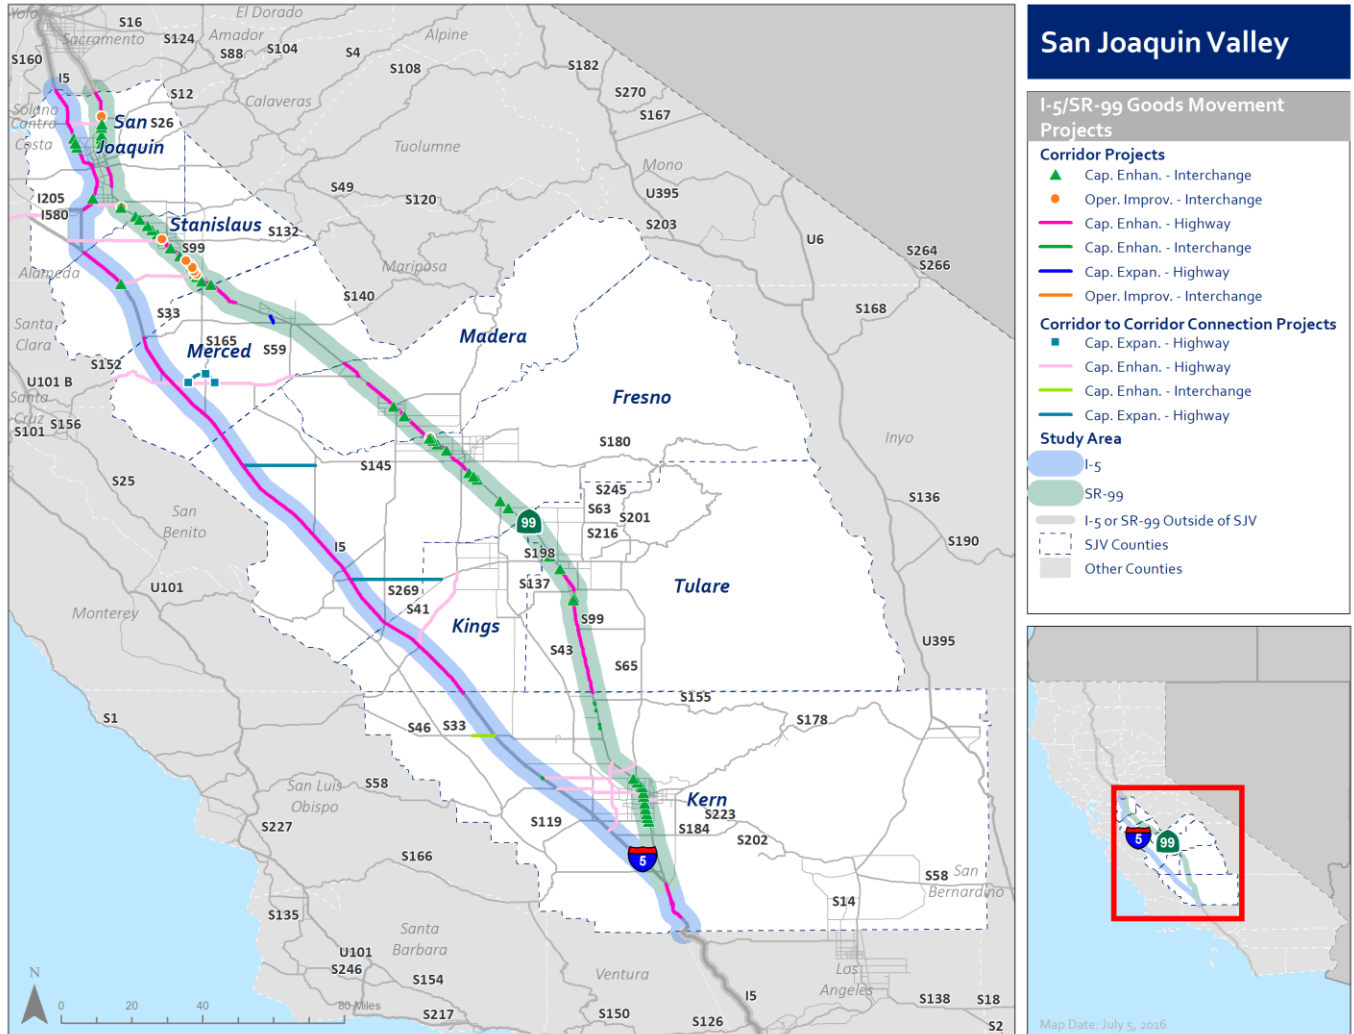 San Joaquin Valley
I-5/SR-99 Goods Movement
Projects
Corridor Projects
Cap. Enhan. - Interchange
Oper. Improv. - Interchange
Cap. Enhan. - Highway
Cap. Enhan. - Interchange
Cap. Expan. - Highway
Oper. Improv. - Interchange
Corridor to Corridor Connection Projects
Cap. Expan. - Highway
Cap. Enhan. - Highway
Cap. Enhan. - Interchange
Cap. Expan. - Highway
Study Area
I-5
SR-99
I-5 or SR-99 Outside of SJV
SJV Counties
Other Counties
Yolo
S16
El Dorado
Sacramento
S124
Amador
S88
S104
S4
Alpine
S160
I5
S108
S182
S12
Calaveras
S270
S167
Solano
Contra
Costa
San
Joaquin
S26
Tuolumne
Mono
I205
S49
S120
U395
I580
Stanislaus
S132
S203
U6
S99
S264
S266
Alameda
Mariposa
S140
S168
S33
Santa
Clara
S165
Merced
S59
Madera
S152
U101 B
Santa
Cruz
S156
S101
Fresno
Inyo
S180
S145
S25
S245
S136
San
Benito
S63
S201
99
S216
S190
I5
S198
U101
S269
S137
Tulare
Monterey
S41
Kings
S99
U395
S43
S65
S155
S1
S46
S33
S178
San Luis
Obispo
S58
Kern
S223
S119
S184
S202
S227
5
S166
S58
San
Bernardino
S135
S14
Santa
Barbara
U101
S246
S154
Ventura
Los
Angeles
I5
S138
S18
S217
S150
S126
S2
N
0
20
40
80 Miles
5
99
Map Date: July 5, 2016